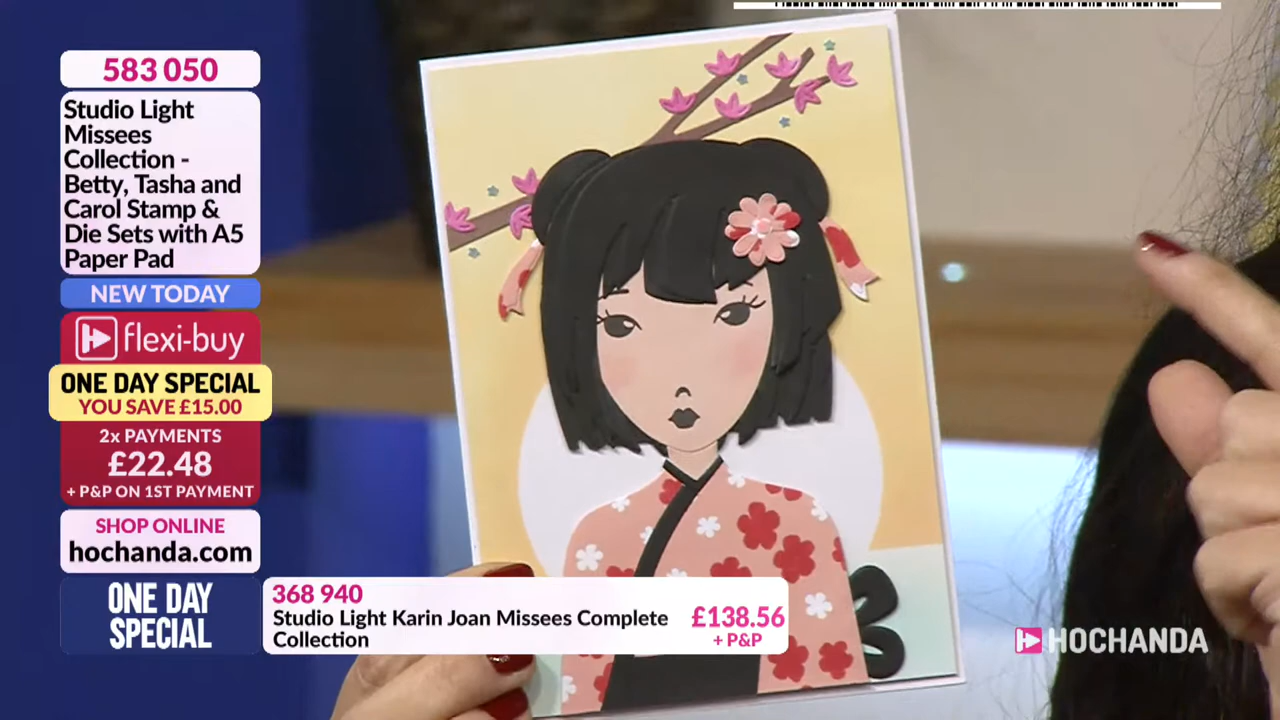 583 050
Studio Light
Missees
Collection -
Betty, Tasha and
Carol Stamp &
Die Sets with A5
Paper Pad
NEW TODAY
flexi-buy
ONE DAY SPECIAL
YOU SAVE £15.00
2x PAYMENTS
£22.48
+ P&P ON 1ST PAYMENT
SHOP ONLINE
hochanda.com
ONE DAY
SPECIAL
368 940
Studio Light Karin Joan Missees Complete
Collection
£138.56
+ P&P
HOCHANDA